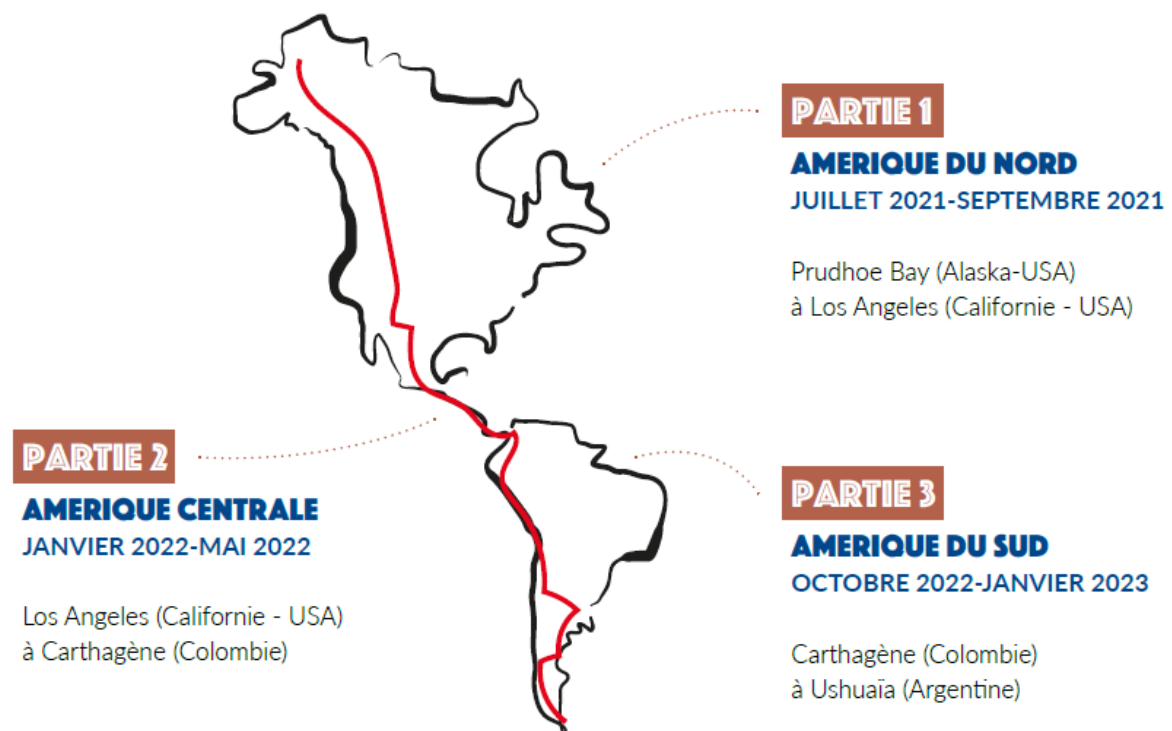 PARTIE 1
AMERIQUE DU NORD
JUILLET 2021-SEPTEMBRE 2021
Prudhoe Bay (Alaska-USA)
à Los Angeles (Californie - USA)
PARTIE 2
AMERIQUE CENTRALE
JANVIER 2022-MAI 2022
Los Angeles (Californie - USA)
à Carthagène (Colombie)
PARTIE 3
AMERIQUE DU SUD
OCTOBRE 2022-JANVIER 2023
Carthagène (Colombie)
à Ushuaïa (Argentine)